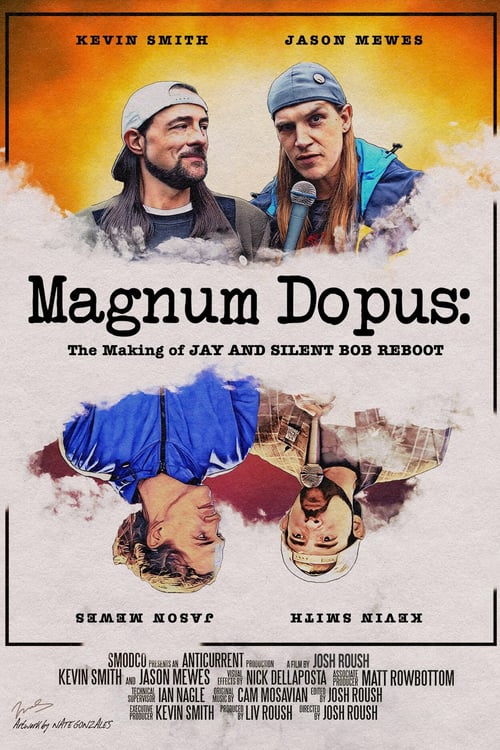 KEVIN SMITH JASON MEWES
Magnum Dopus:
The Making of JAY AND SILENT BOB REBOOT
JASON MEWES KEVIN SMITH
SMODCO PRESENTS AN ANTICURRENT PRODUCTION A FILM BY JOSH ROUSH
KEVIN SMITH AND JASON MEWES VISUAL EFFECTS BY NICK DELLAPOSTA ASSOCIATE PRODUCER MATT ROWBOTTOM
TECHNICAL SUPERVISOR IAN NAGLE ORIGINAL MUSIC BY CAM MOSAVIAN EDITED BY JOSH ROUSH
EXECUTIVE PRODUCER KEVIN SMITH PRODUCED BY LIV ROUSH DIRECTED BY JOSH ROUSH
Artwork by NATE GONZALES